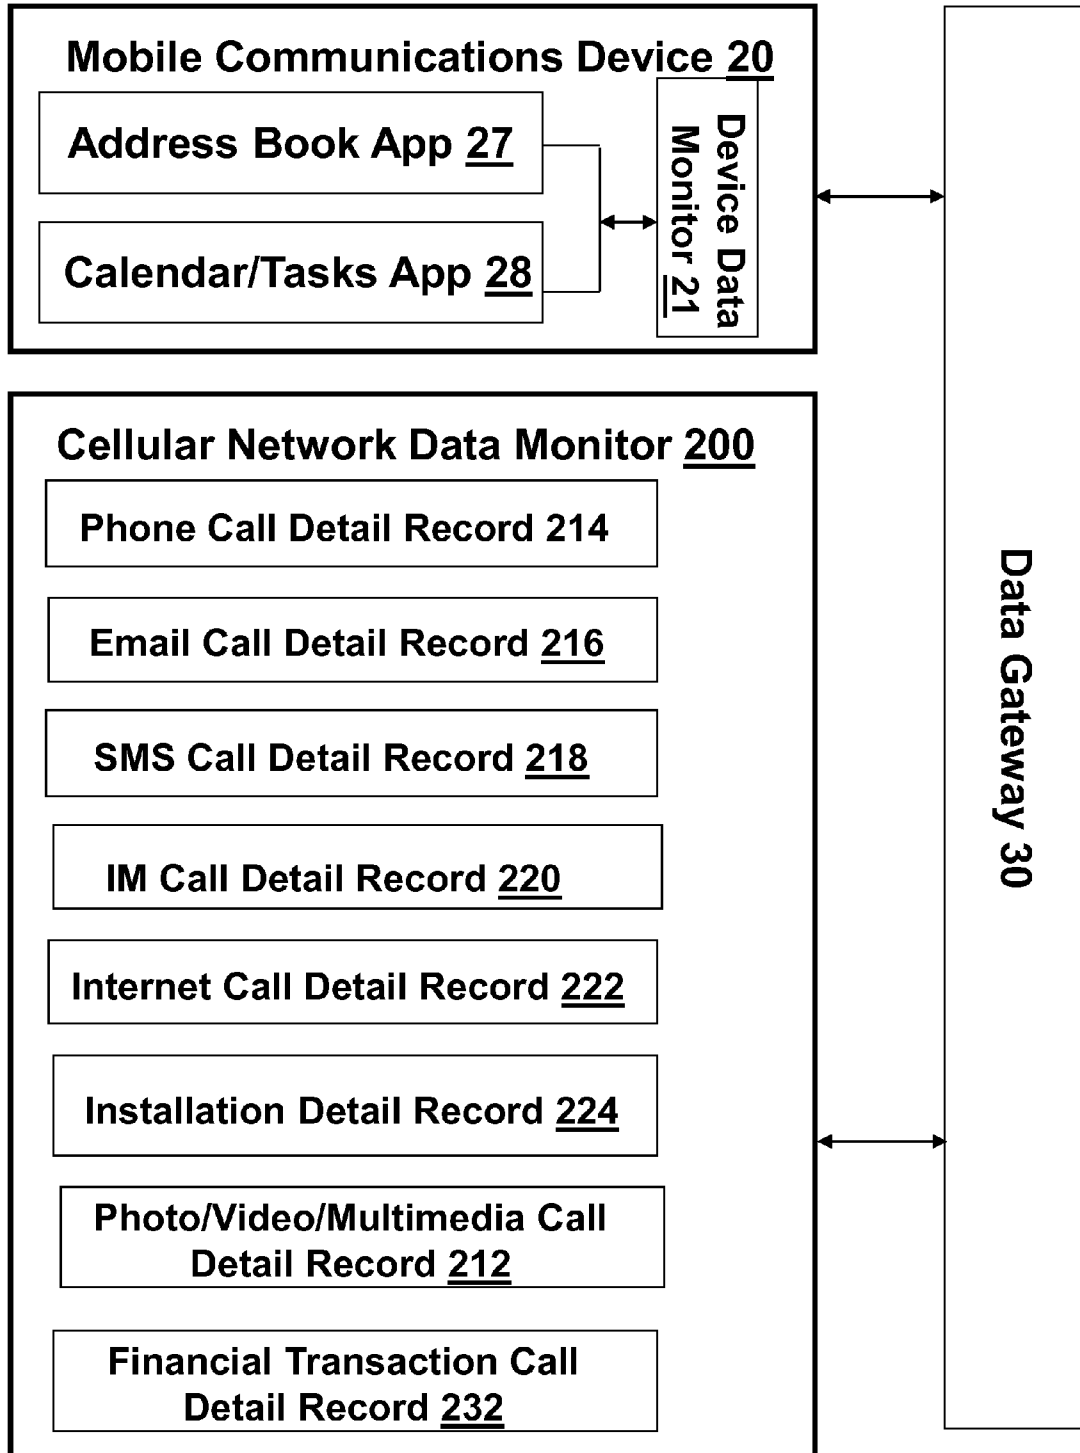 Mobile Communications Device 20
Address Book App 27
Calendar/Tasks App 28
Device Data
Monitor 21
Cellular Network Data Monitor 200
Phone Call Detail Record 214
Email Call Detail Record 216
SMS Call Detail Record 218
IM Call Detail Record 220
Internet Call Detail Record 222
Installation Detail Record 224
Photo/Video/Multimedia Call
Detail Record 212
Financial Transaction Call
Detail Record 232
Data Gateway 30